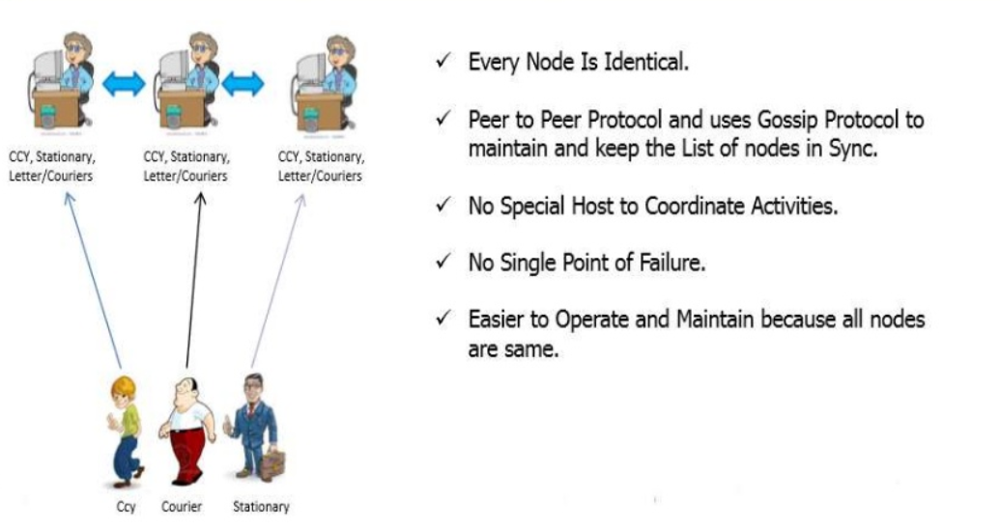 CCY, Stationary,
Letter/Couriers
CCY, Stationary,
Letter/Couriers
CCY, Stationary,
Letter/Couriers
Ccy
Courier
Stationary
✓ Every Node Is Identical.
✓ Peer to Peer Protocol and uses Gossip Protocol to
maintain and keep the List of nodes in Sync.
✓ No Special Host to Coordinate Activities.
✓ No Single Point of Failure.
✓ Easier to Operate and Maintain because all nodes
are same.